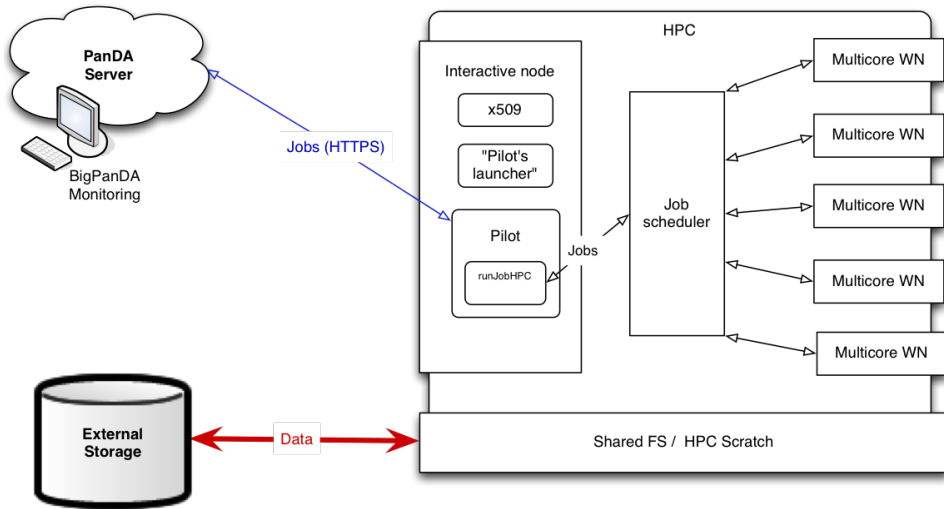 PanDA
Server
BigPanDA
Monitoring
Jobs (HTTPS)
HPC
Interactive node
x509
"Pilot's
launcher"
Pilot
runJobHPC
Jobs
Job
scheduler
Multicore WN
Multicore WN
Multicore WN
Multicore WN
Multicore WN
External
Storage
Data
Shared FS / HPC Scratch